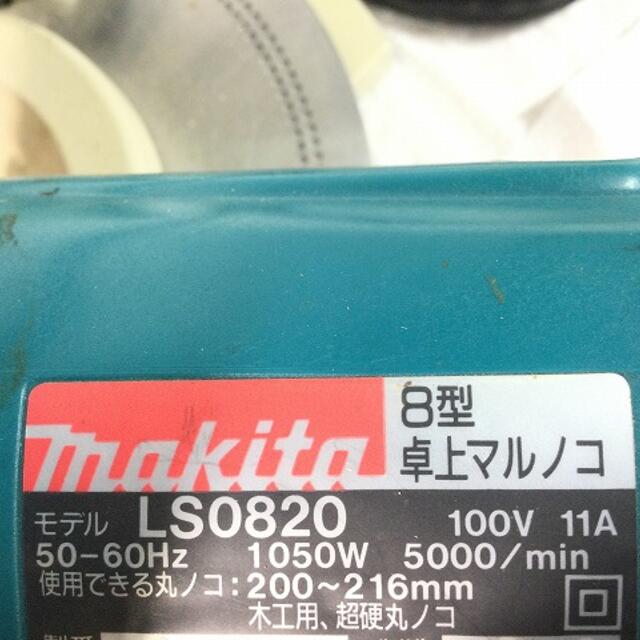 makita
8型
卓上マルノコ
モデル LS0820 100V 11A
50-60Hz 1050W 5000/min
使用できる丸ノコ:200~216mm
木工用、超硬丸ノコ